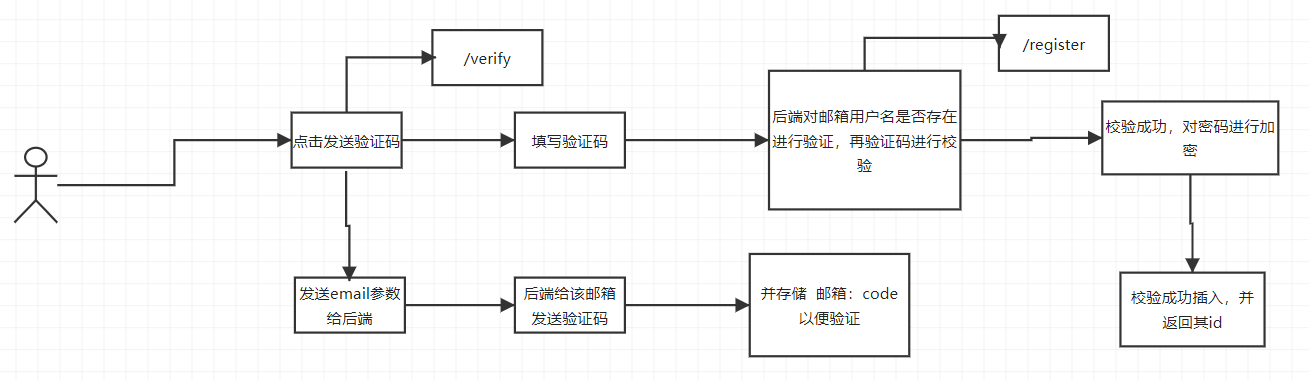 /verify
/register
点击发送验证码
填写验证码
后端对邮箱用户名是否存在
进行验证，再验证码进行校
验
校验成功，对密码进行加
密
发送email参数
给后端
后端给该邮箱
发送验证码
并存储  邮箱：code
以便验证
校验成功插入，并
返回其id